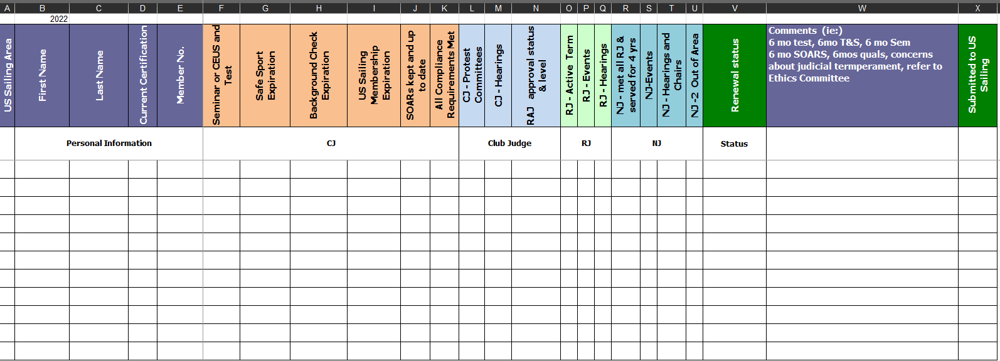 A B C D E F G H I J K L M N O P Q R S T U V W X
2022
US Sailing Area
First Name
Last Name
Current Certification
Member No.
Seminar or CEUS and
Test
Safe Sport
Expiration
Background Check
Expiration
US Sailing
Membership
Expiration
SOARs kept and up
to date
All Compliance
Requirements Met
CJ - Protest
Committees
CJ - Hearings
RAJ approval status
& level
RJ - Active Term
RJ - Events
RJ - Hearings
NJ - met all RJ &
served for 4 yrs
NJ-Events
NJ - Hearings and
Chairs
NJ -2 Out of Area
Renewal status
Comments (ie:)
6 mo test, 6mo T&S, 6 mo Sem
6 mo SOARS, 6mos quals, concerns
about judicial termperament, refer to
Ethics Committee
Submitted to US
Sailing
Personal Information CJ Club Judge RJ NJ Status